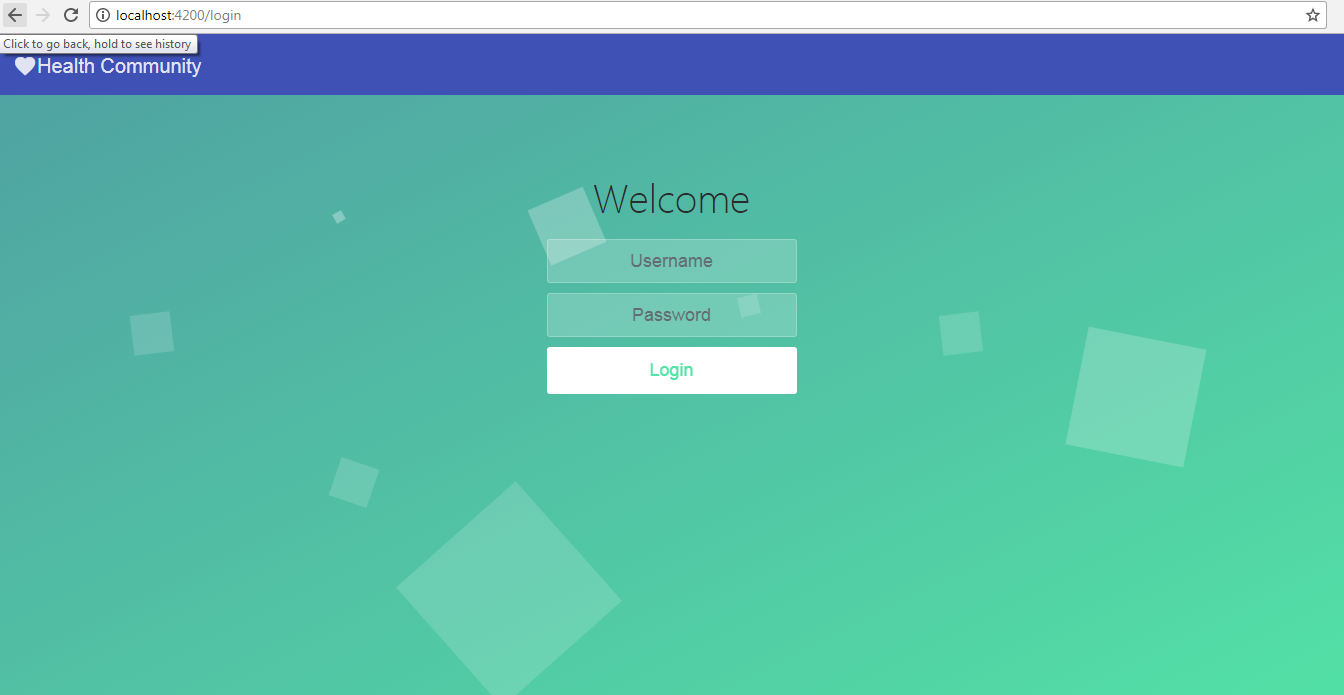 localhost:4200/login
Click to go back, hold to see history
Health Community
Welcome
Username
Password
Login